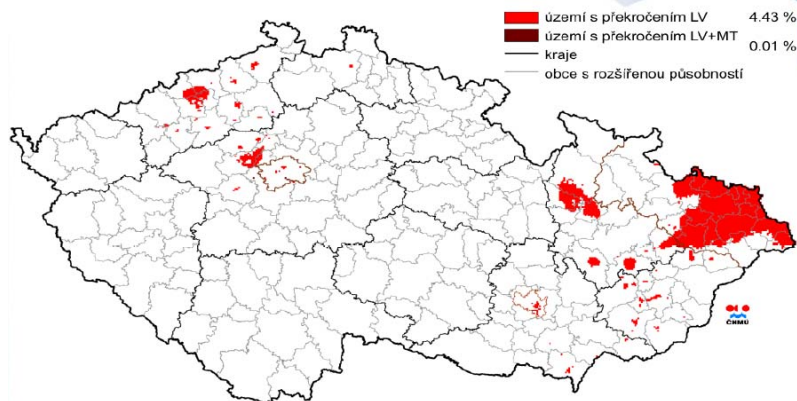 území s překročením LV 4.43 %
území s překročením LV+MT 0.01 %
kraje
obce s rozšířenou působností
ČHMÚ